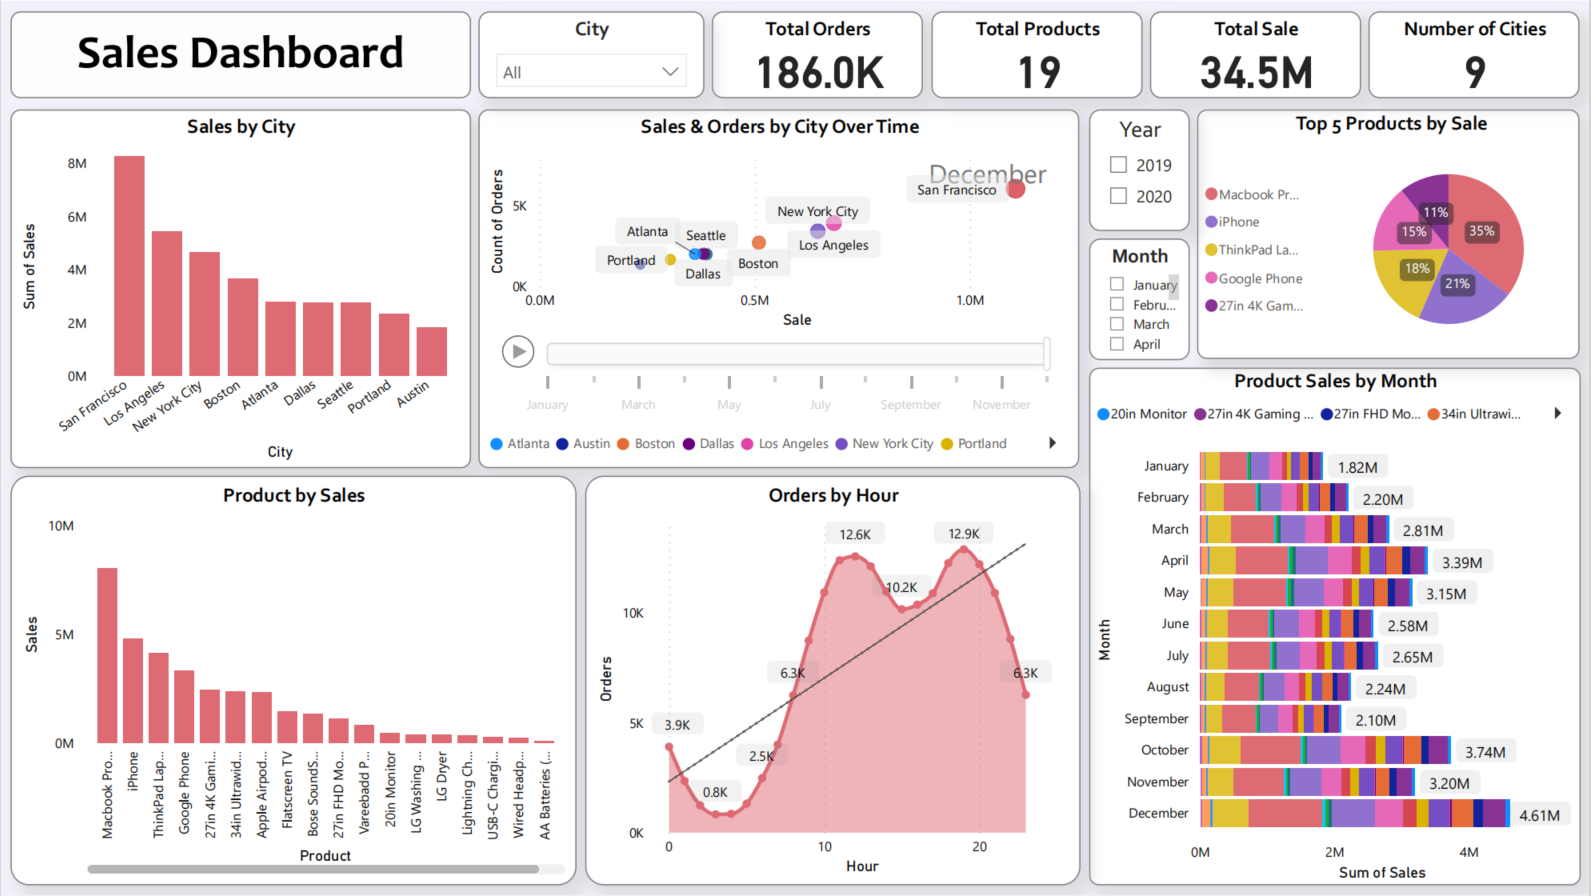 Sales Dashboard
City
All
Total Orders
186.0K
Total Products
19
Total Sale
34.5M
Number of Cities
9
Sales by City
Sum of Sales
8M
6M
4M
2M
0M
San Francisco
Los Angeles
New York City
Boston
Atlanta
Dallas
Seattle
Portland
Austin
City
Sales & Orders by City Over Time
December
Count of Orders
5K
0K
San Francisco
New York City
Los Angeles
Atlanta
Seattle
Portland
Dallas
Boston
0.0M
0.5M
1.0M
Sale
January
March
May
July
September
November
Atlanta
Austin
Boston
Dallas
Los Angeles
New York City
Portland
Year
2019
2020
Month
January
Febru...
March
April
Top 5 Products by Sale
Macbook Pr...
iPhone
ThinkPad La...
Google Phone
27in 4K Gam...
11%
35%
15%
18%
21%
Product by Sales
Sales
10M
5M
0M
Macbook Pro...
iPhone
ThinkPad Lap...
Google Phone
27in 4K Gami...
34in Ultrawid...
Apple Airpod...
Flatscreen TV
Bose SoundS...
27in FHD Mo...
Vareebadd P...
20in Monitor
LG Washing ...
LG Dryer
Lightning Ch...
USB-C Chargi...
Wired Headp...
AA Batteries (...
Product
Orders by Hour
Orders
10K
5K
0K
3.9K
0.8K
2.5K
6.3K
12.6K
10.2K
12.9K
6.3K
0
10
20
Hour
Product Sales by Month
20in Monitor
27in 4K Gaming ...
27in FHD Mo...
34in Ultrawi...
Month
January
1.82M
February
2.20M
March
2.81M
April
3.39M
May
3.15M
June
2.58M
July
2.65M
August
2.24M
September
2.10M
October
3.74M
November
3.20M
December
4.61M
0M
2M
4M
Sum of Sales